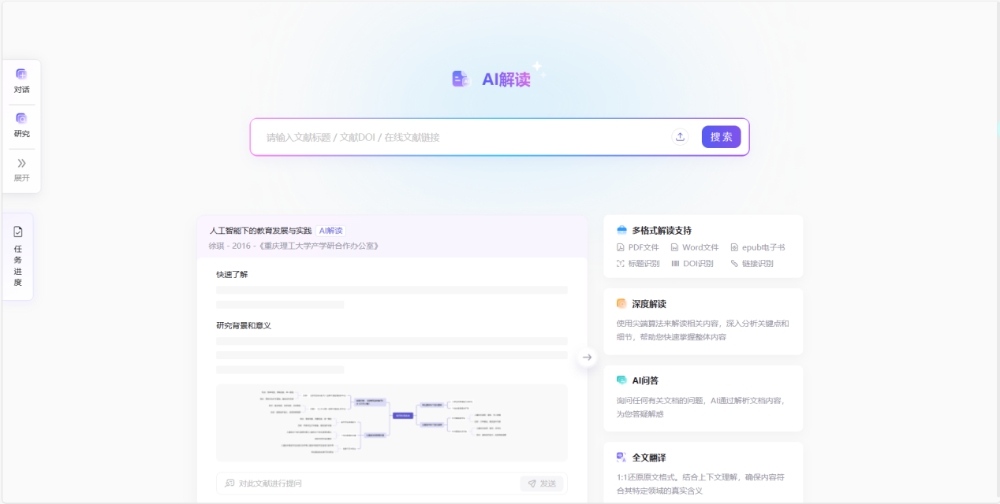 AI解读
对话
研究
展开
任
务
进
度
请输入文献标题 / 文献DOI / 在线文献链接
搜 索
人工智能下的教育发展与实践 AI解读
徐琪 - 2016 -《重庆理工大学产学研合作办公室》
快速了解
研究背景和意义
对此文献进行提问
发送
多格式解读支持
PDF文件 Word文件 epub电子书
标题识别 DOI识别 链接识别
深度解读
使用尖端算法来解读相关内容，深入分析关键点和
细节，帮助您快速掌握整体内容
AI问答
询问任何有关文档的问题，AI通过解析文档内容，
为您答疑解惑
全文翻译
1:1还原原文格式。结合上下文理解，确保内容符
合其特定领域的真实含义